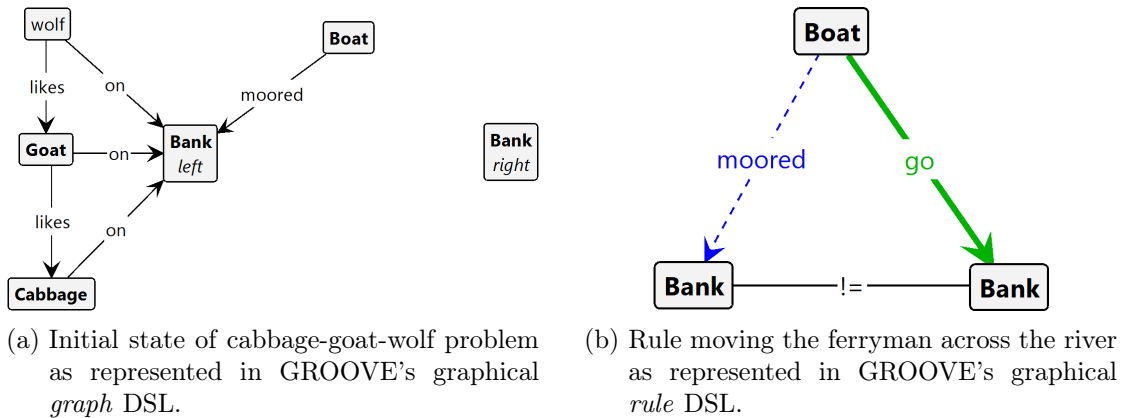 wolf
Boat
likes
on
moored
Goat
on
Bank
left
Bank
right
likes
on
Cabbage
(a) Initial state of cabbage-goat-wolf problem
as represented in GROOVE's graphical
graph DSL.
Boat
moored
go
Bank
!=
Bank
(b) Rule moving the ferryman across the river
as represented in GROOVE's graphical
rule DSL.